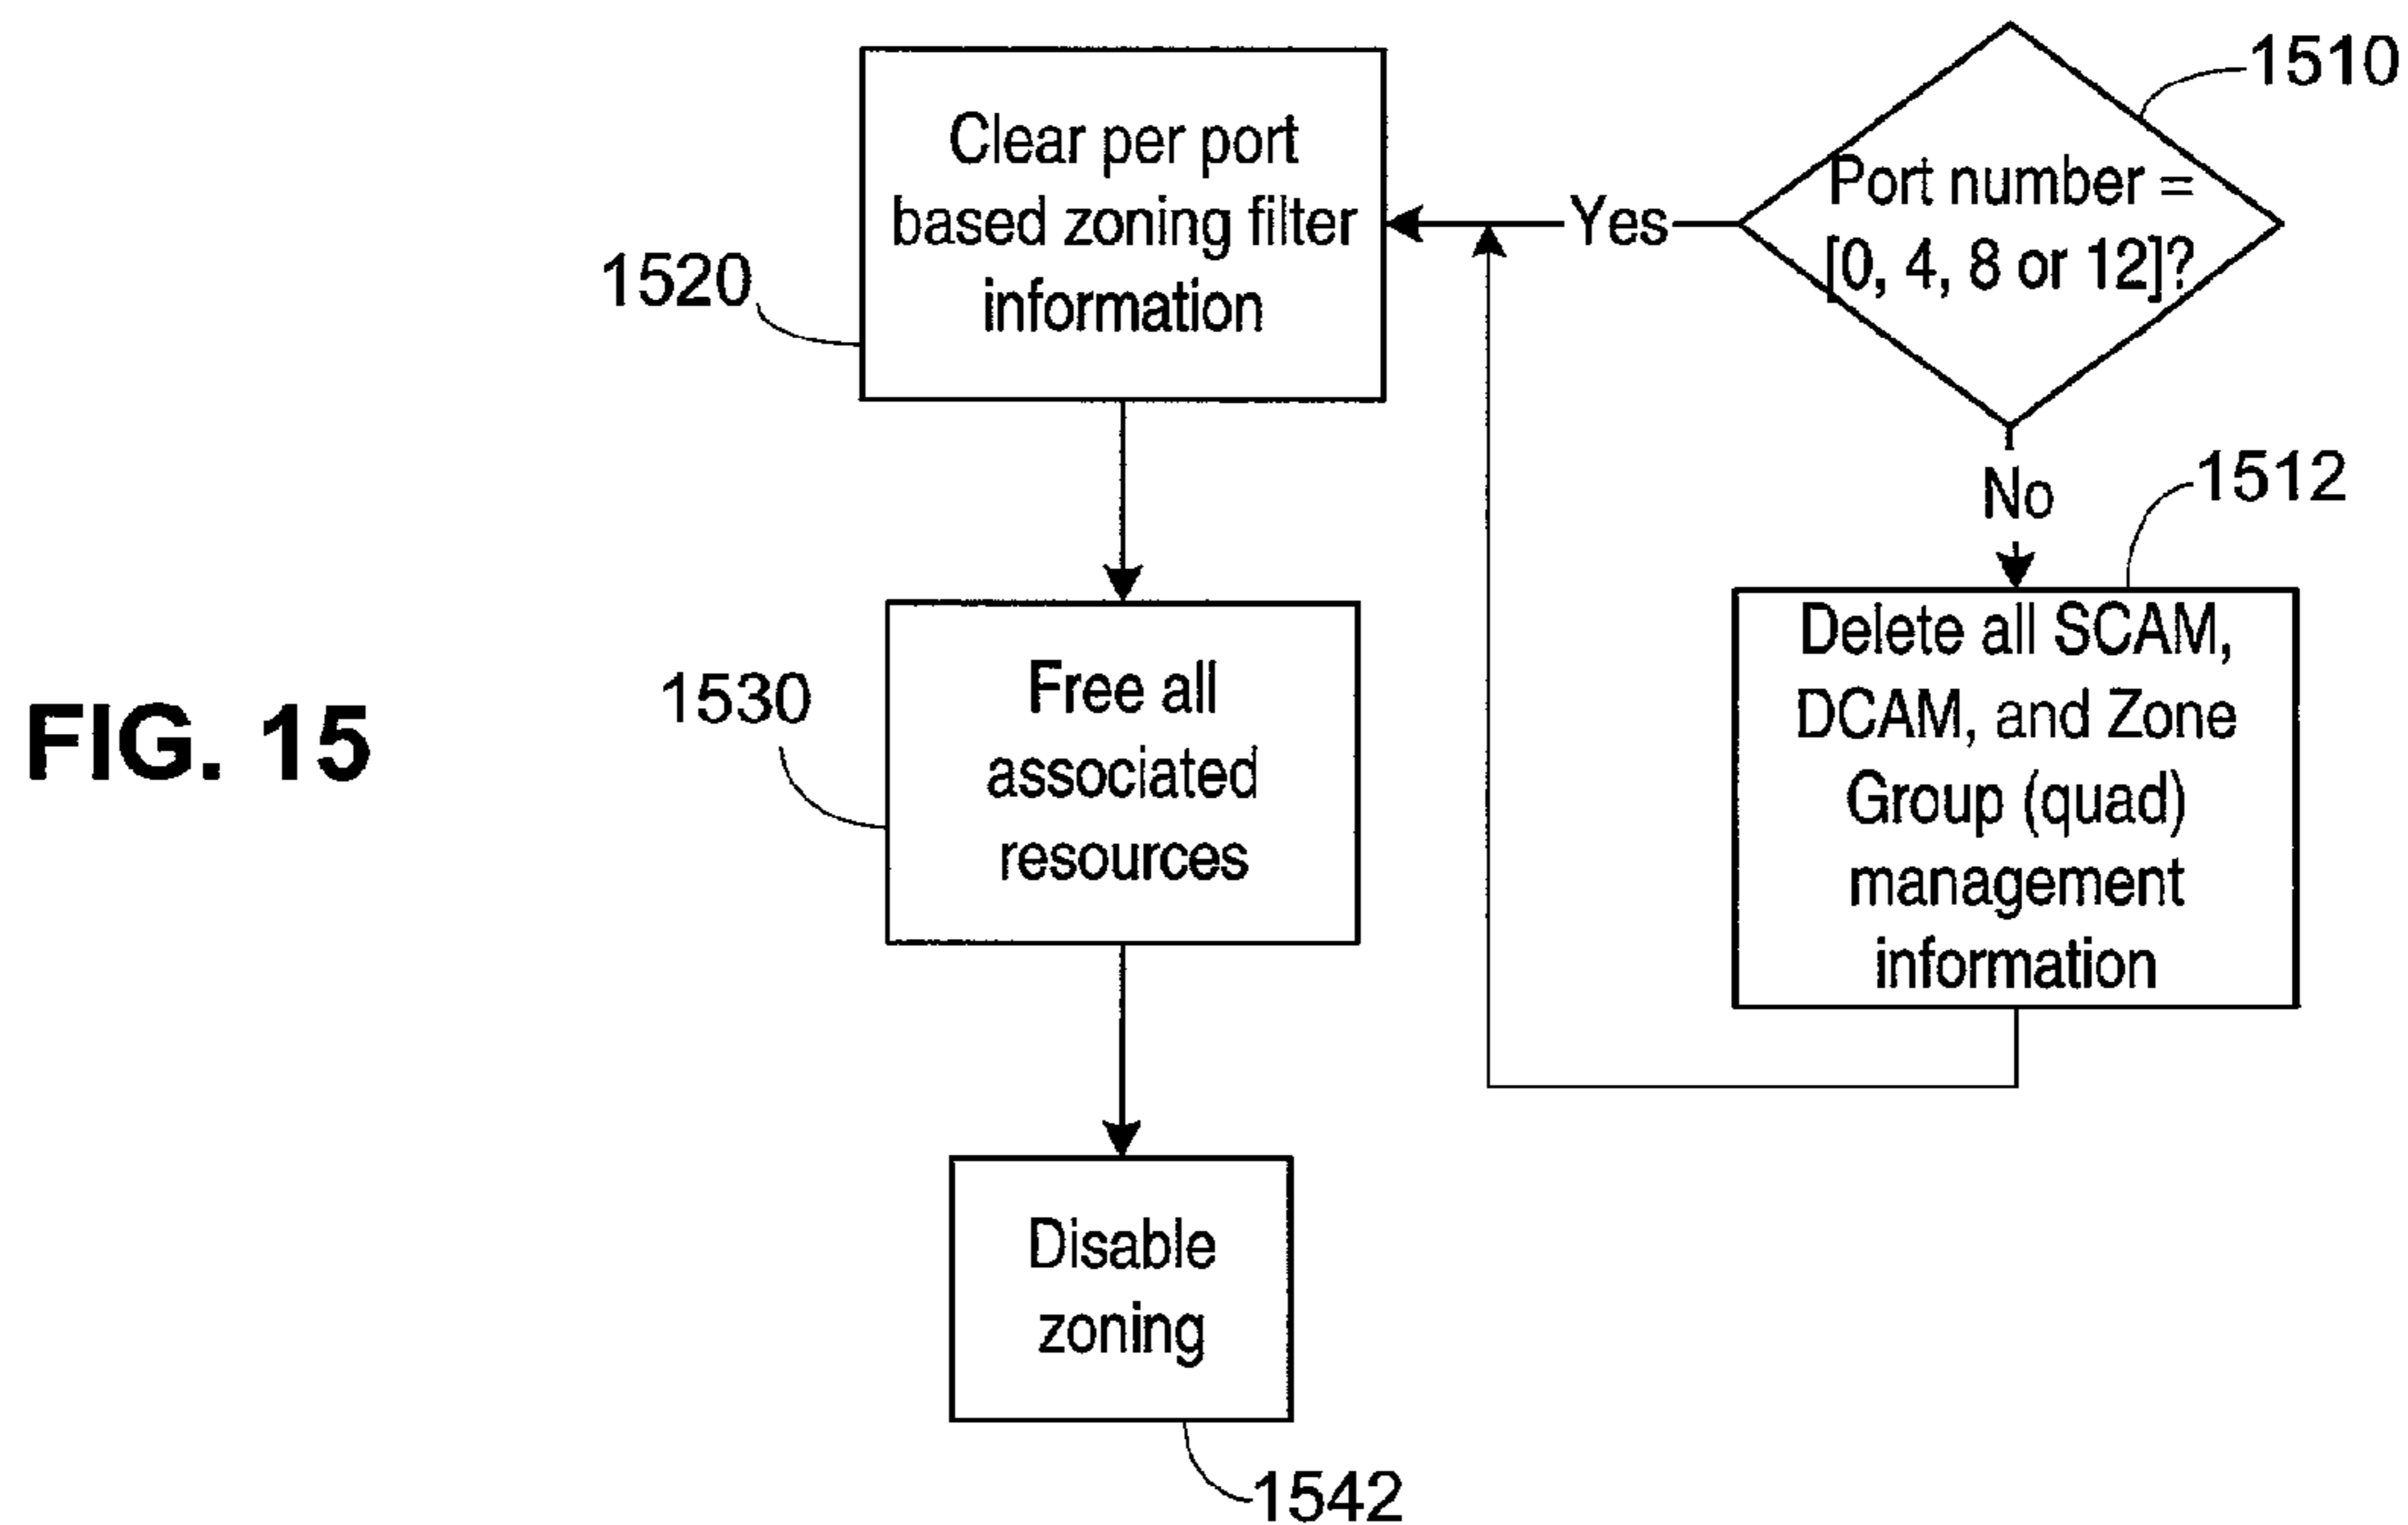 1510
Port number =
[0, 4, 8 or 12]?
Yes
No
1512
Delete all SCAM,
DCAM, and Zone
Group (quad)
management
information
Clear per port
based zoning filter
information
1520
Free all
associated
resources
1530
Disable
zoning
1542
FIG. 15